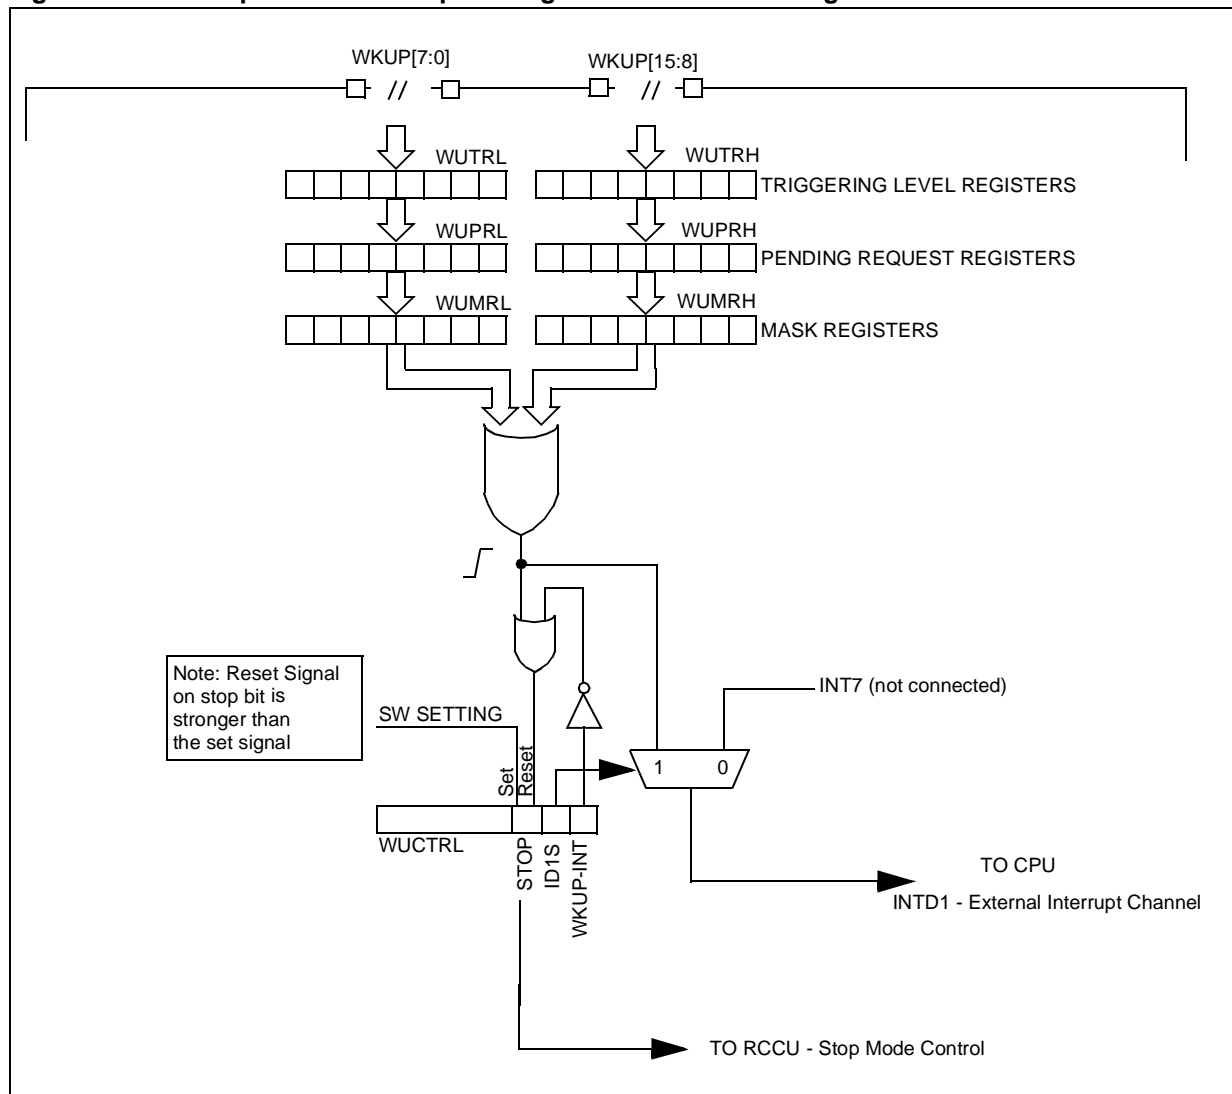 WKUP[7:0]
WKUP[15:8]
//
//
WUTRL
WUTRH
TRIGGERING LEVEL REGISTERS
WUPRL
WUPRH
PENDING REQUEST REGISTERS
WUMRL
WUMRH
MASK REGISTERS
Note: Reset Signal
on stop bit is
stronger than
the set signal
SW SETTING
INT7 (not connected)
Set
Reset
1
0
WUCTRL
STOP
ID1S
WKUP-INT
TO CPU
INTD1 - External Interrupt Channel
TO RCCU - Stop Mode Control